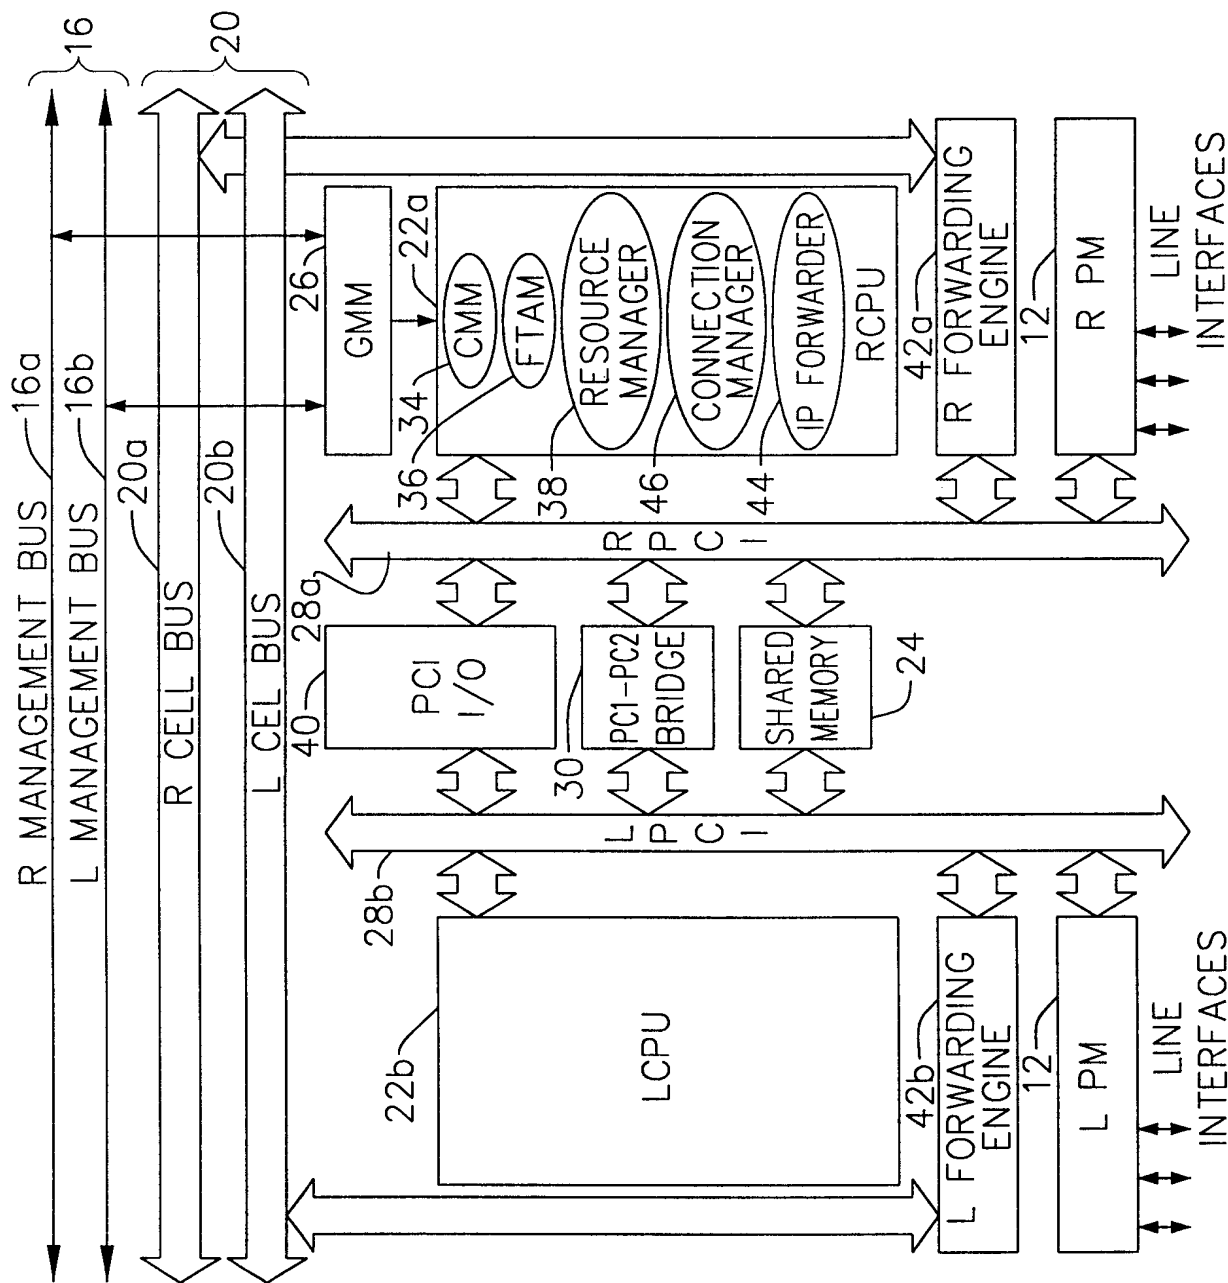 R MANAGEMENT BUS
16a
16
L MANAGEMENT BUS
16b
20a
R CELL BUS
20
20b
L CEL BUS
28a
40
PCI
I/O
26
GMM
22a
34
CMM
36
FTAM
38
RESOURCE
MANAGER
46
CONNECTION
MANAGER
44
IP FORWARDER
RCPU
R PCI
30
PC1-PC2
BRIDGE
SHARED
MEMORY
24
28b
L PCI
22b
LCPU
42b
L FORWARDING
ENGINE
12
L PM
LINE
INTERFACES
42a
R FORWARDING
ENGINE
12
R PM
LINE
INTERFACES